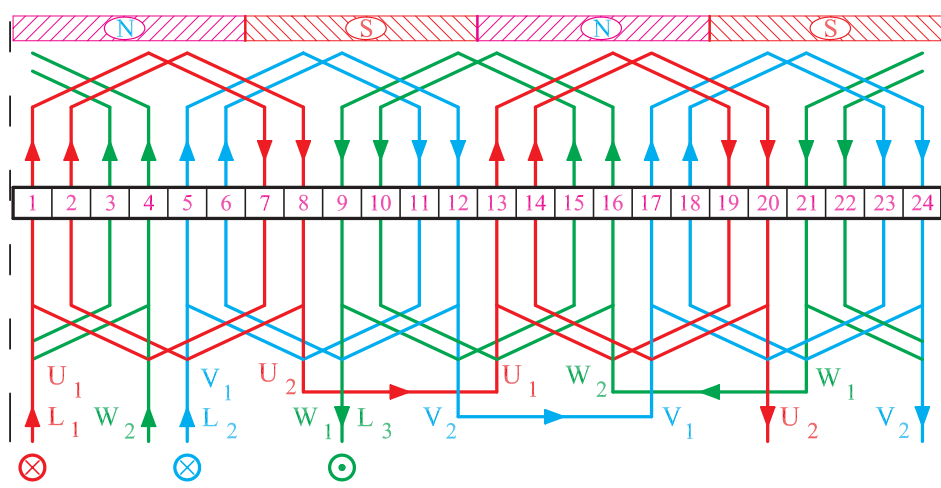 N S N S
1 2 3 4 5 6 7 8 9 10 11 12 13 14 15 16 17 18 19 20 21 22 23 24
U1 V1 U2 U1 W2 W1
L1 W2 L2 W1 L3 V2 V1 U2 V2